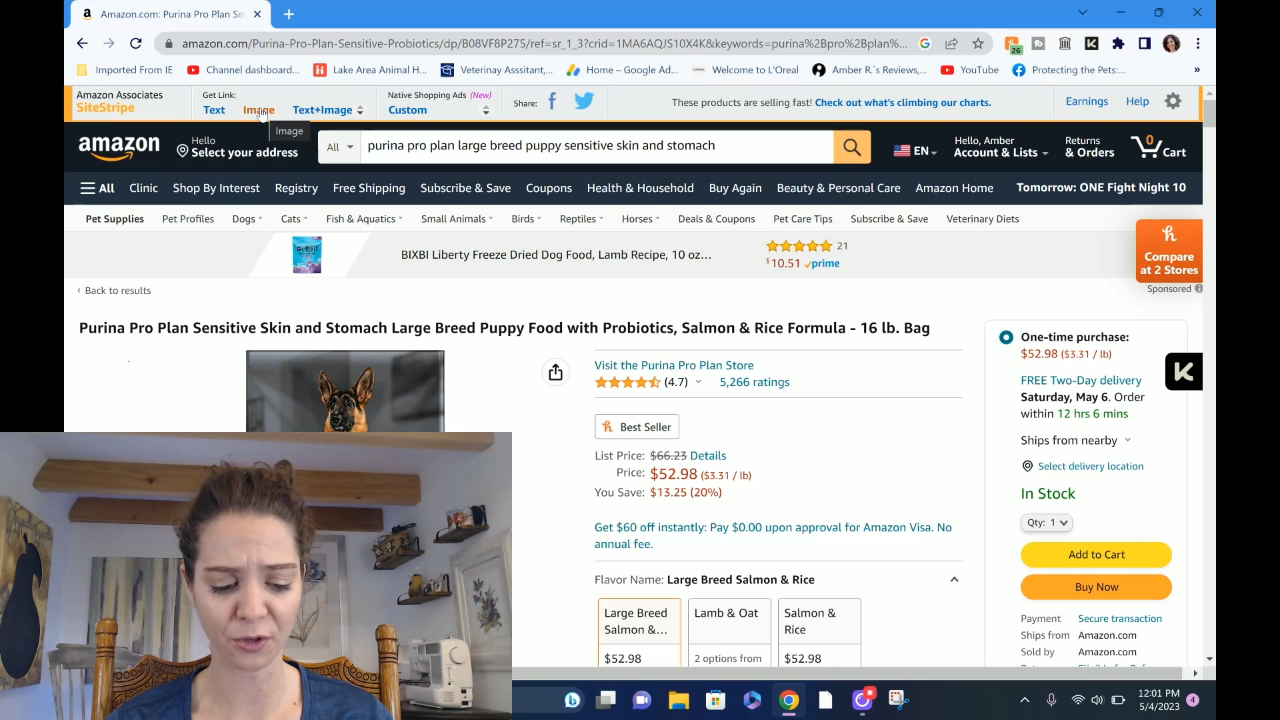 Amazon.com: Purina Pro Plan Sen
amazon.com/Purina-Pro-Plan-Sensitive-Probiotics/dp/B08VF8P275/ref=sr_1_3?crid=1MA6AQJS10X4K&keywords=purina%2Bpro%2Bplan%...
26
Imported From IE
Channel dashboard...
Lake Area Animal H...
Veterinay Asssitant,...
Home – Google Ad...
Welcome to L'Oreal
Amber R.'s Reviews,...
YouTube
Protecting the Pets:...
»
Amazon Associates
SiteStripe
Get Link:
Text
Image
Text+Image
Native Shopping Ads (New)
Custom
Share:
These products are selling fast! Check out what's climbing our charts.
Earnings
Help
Image
amazon
Hello
Select your address
All
purina pro plan large breed puppy sensitive skin and stomach
EN
Hello, Amber
Account & Lists
Returns
& Orders
0
Cart
All
Clinic
Shop By Interest
Registry
Free Shipping
Subscribe & Save
Coupons
Health & Household
Buy Again
Beauty & Personal Care
Amazon Home
Tomorrow: ONE Fight Night 10
Pet Supplies
Pet Profiles
Dogs
Cats
Fish & Aquatics
Small Animals
Birds
Reptiles
Horses
Deals & Coupons
Pet Care Tips
Subscribe & Save
Veterinary Diets
BIXBI Liberty Freeze Dried Dog Food, Lamb Recipe, 10 oz...
21
$10.51 prime
Compare
at 2 Stores
Sponsored
‹ Back to results
Purina Pro Plan Sensitive Skin and Stomach Large Breed Puppy Food with Probiotics, Salmon & Rice Formula - 16 lb. Bag
Visit the Purina Pro Plan Store
(4.7)
5,266 ratings
Best Seller
List Price: $66.23 Details
Price: $52.98 ($3.31 / lb)
You Save: $13.25 (20%)
Get $60 off instantly: Pay $0.00 upon approval for Amazon Visa. No
annual fee.
Flavor Name: Large Breed Salmon & Rice
Large Breed
Salmon &...
$52.98
Lamb & Oat
2 options from
Salmon &
Rice
$52.98
One-time purchase:
$52.98 ($3.31 / lb)
FREE Two-Day delivery
Saturday, May 6. Order
within 12 hrs 6 mins
Ships from nearby
Select delivery location
In Stock
Qty: 1
Add to Cart
Buy Now
Payment
Secure transaction
Ships from
Amazon.com
Sold by
Amazon.com
K
12:01 PM
5/4/2023
4